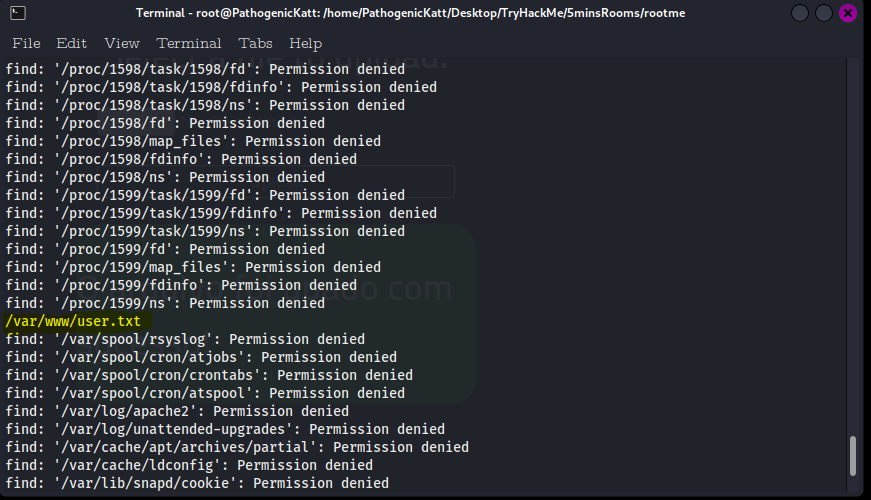 Terminal - root@PathogenicKatt: /home/PathogenicKatt/Desktop/TryHackMe/5minsRooms/rootme
File Edit View Terminal Tabs Help
find: '/proc/1598/task/1598/fd': Permission denied
find: '/proc/1598/task/1598/fdinfo': Permission denied
find: '/proc/1598/task/1598/ns': Permission denied
find: '/proc/1598/fd': Permission denied
find: '/proc/1598/map_files': Permission denied
find: '/proc/1598/fdinfo': Permission denied
find: '/proc/1598/ns': Permission denied
find: '/proc/1599/task/1599/fd': Permission denied
find: '/proc/1599/task/1599/fdinfo': Permission denied
find: '/proc/1599/task/1599/ns': Permission denied
find: '/proc/1599/fd': Permission denied
find: '/proc/1599/map_files': Permission denied
find: '/proc/1599/fdinfo': Permission denied
find: '/proc/1599/ns': Permission denied
/var/www/user.txt
find: '/var/spool/rsyslog': Permission denied
find: '/var/spool/cron/atjobs': Permission denied
find: '/var/spool/cron/crontabs': Permission denied
find: '/var/spool/cron/atspool': Permission denied
find: '/var/log/apache2': Permission denied
find: '/var/log/unattended-upgrades': Permission denied
find: '/var/cache/apt/archives/partial': Permission denied
find: '/var/cache/ldconfig': Permission denied
find: '/var/lib/snapd/cookie': Permission denied